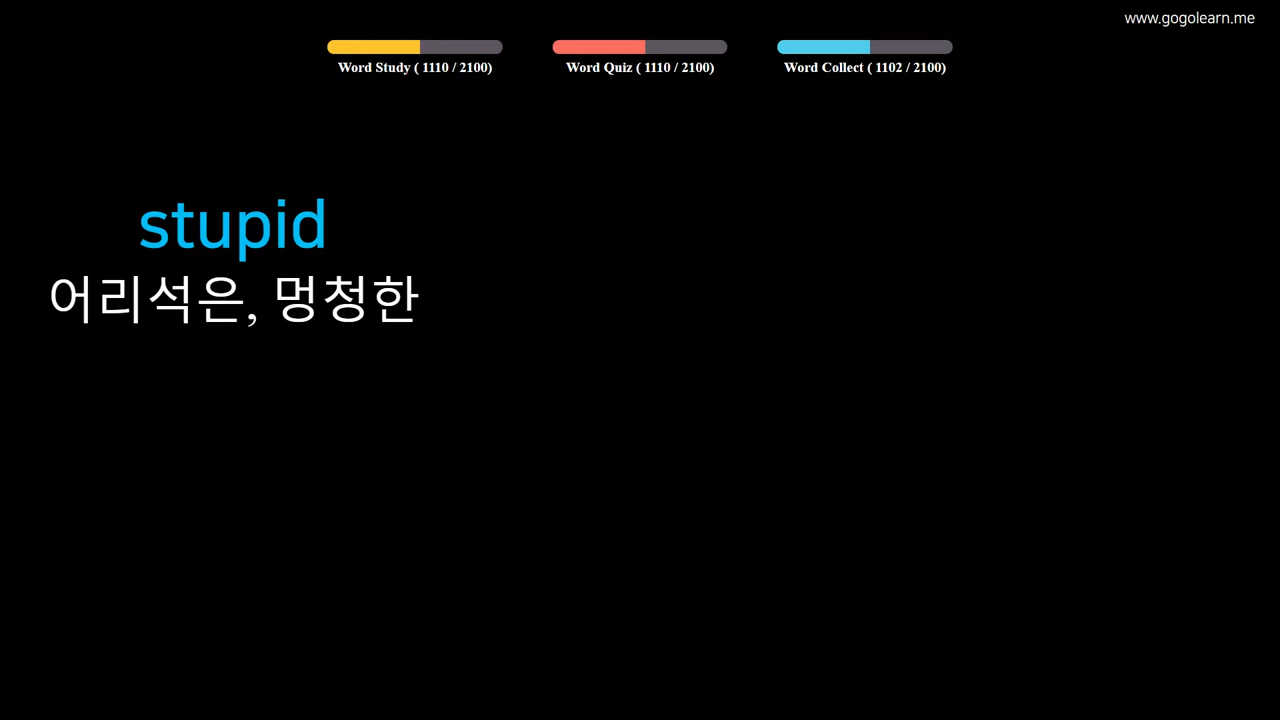 www.gogolearn.me
Word Study ( 1110 / 2100)
Word Quiz ( 1110 / 2100)
Word Collect ( 1102 / 2100)
stupid
어리석은, 멍청한